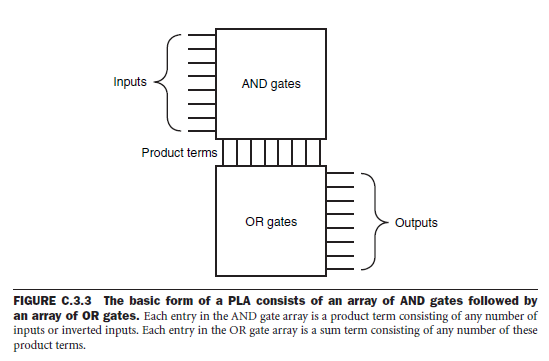 Inputs
AND gates
Product terms
OR gates
Outputs
FIGURE C.3.3 The basic form of a PLA consists of an array of AND gates followed by
an array of OR gates. Each entry in the AND gate array is a product term consisting of any number of
inputs or inverted inputs. Each entry in the OR gate array is a sum term consisting of any number of these
product terms.